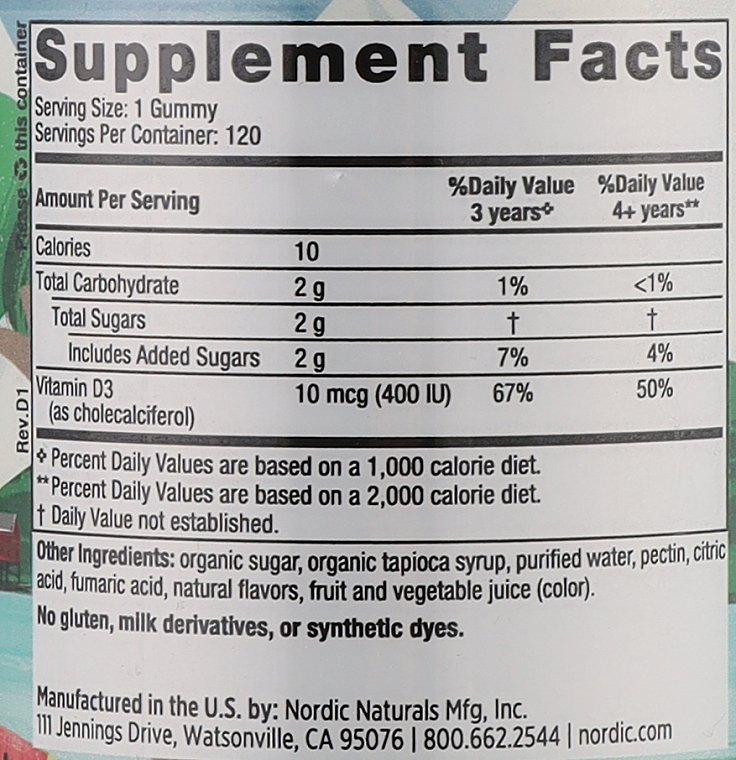 Please ♻ this container
Rev. D1
Supplement Facts
Serving Size: 1 Gummy
Servings Per Container: 120
Amount Per Serving %Daily Value 3 years✥ %Daily Value 4+ years**
Calories 10
Total Carbohydrate 2 g 1% <1%
Total Sugars 2 g † †
Includes Added Sugars 2 g 7% 4%
Vitamin D3 10 mcg (400 IU) 67% 50%
(as cholecalciferol)
✥ Percent Daily Values are based on a 1,000 calorie diet.
** Percent Daily Values are based on a 2,000 calorie diet.
† Daily Value not established.
Other Ingredients: organic sugar, organic tapioca syrup, purified water, pectin, citric
acid, fumaric acid, natural flavors, fruit and vegetable juice (color).
No gluten, milk derivatives, or synthetic dyes.
Manufactured in the U.S. by: Nordic Naturals Mfg, Inc.
111 Jennings Drive, Watsonville, CA 95076 | 800.662.2544 | nordic.com